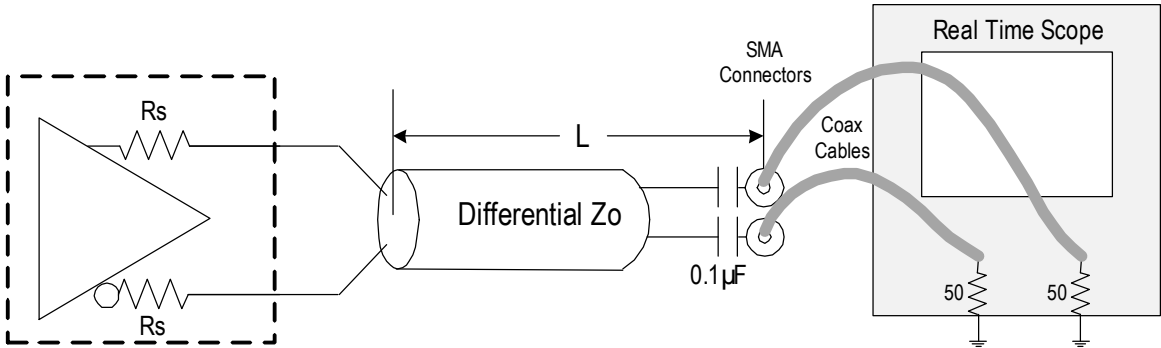 Real Time Scope
SMA
Connectors
Rs
L
Coax
Cables
Differential Zo
0.1µF
50
50
Rs